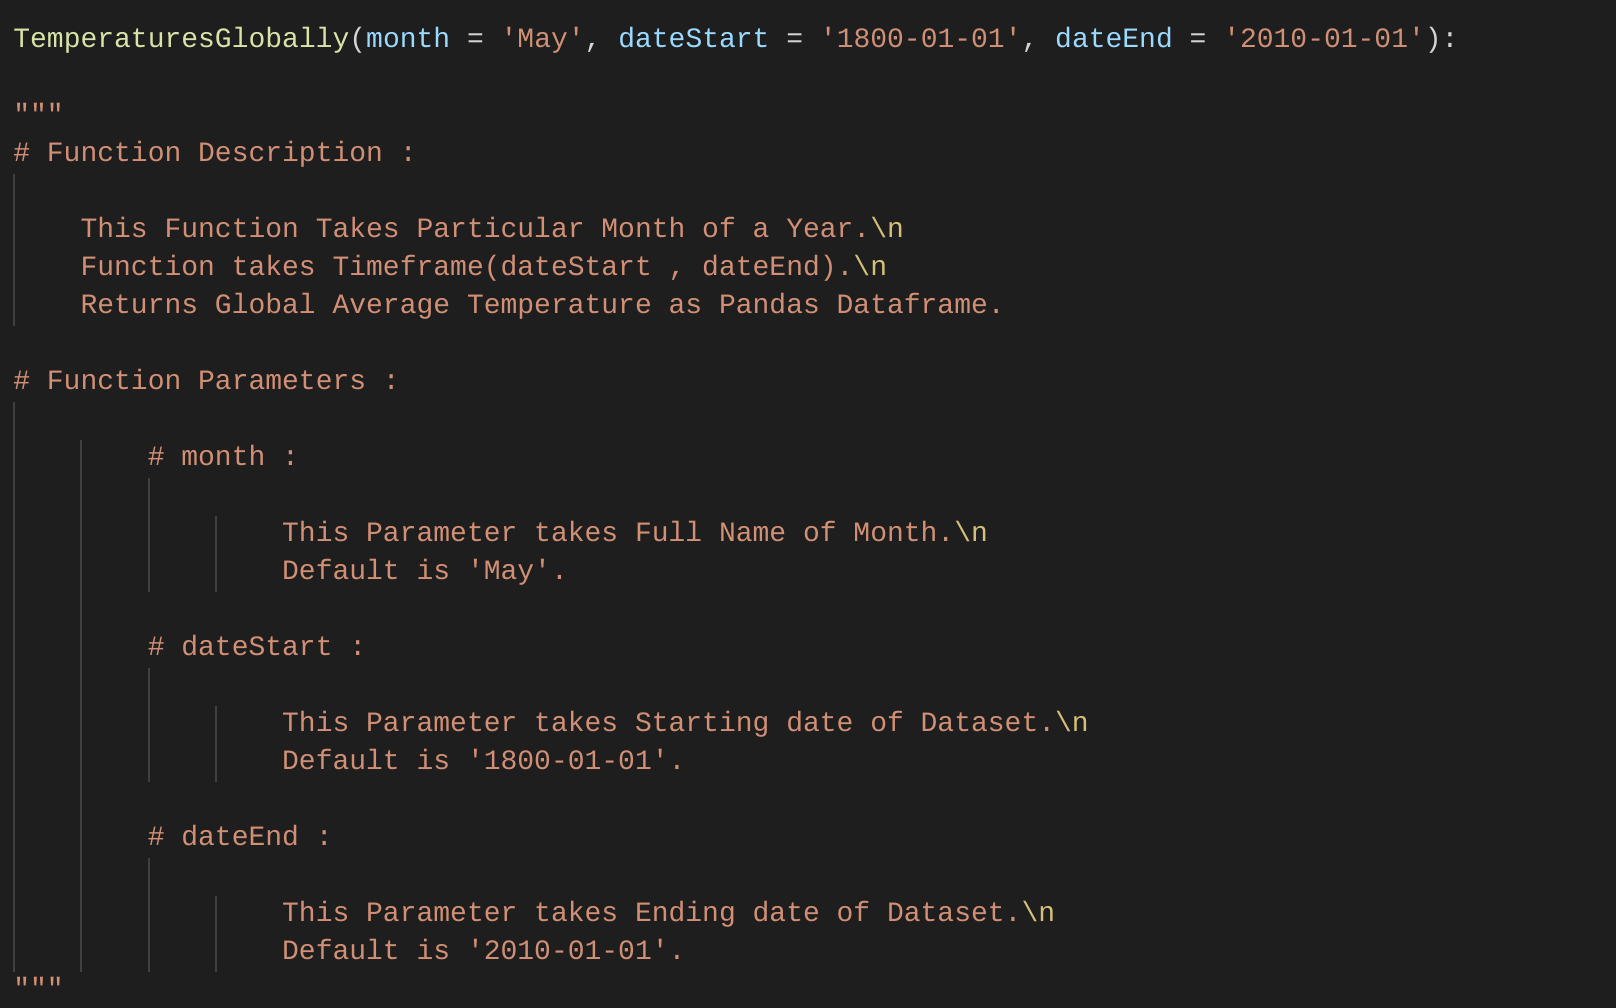 TemperaturesGlobally(month = 'May', dateStart = '1800-01-01', dateEnd = '2010-01-01'):
"""
# Function Description :
This Function Takes Particular Month of a Year.\n
Function takes Timeframe(dateStart , dateEnd).\n
Returns Global Average Temperature as Pandas Dataframe.
# Function Parameters :
# month :
This Parameter takes Full Name of Month.\n
Default is 'May'.
# dateStart :
This Parameter takes Starting date of Dataset.\n
Default is '1800-01-01'.
# dateEnd :
This Parameter takes Ending date of Dataset.\n
Default is '2010-01-01'.
"""